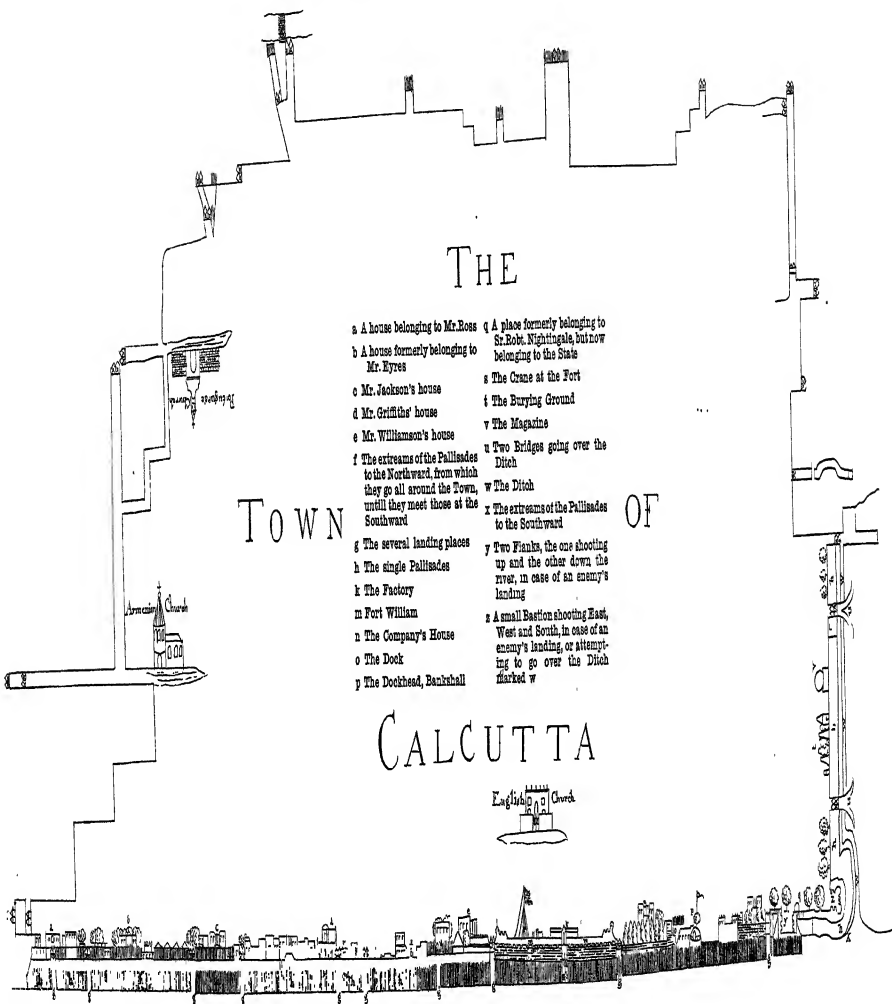 THE
a A house belonging to Mr. Ross
b A house formerly belonging to
Mr. Eyres
c Mr. Jackson's house
d Mr. Griffiths' house
e Mr. Williamson's house
f The extreams of the Pallisades
to the Northward, from which
they go all around the Town,
untill they meet those at the
Southward
g The several landing places
h The single Pallisades
k The Factory
m Fort William
n The Company's House
o The Dock
p The Dockhead, Bankshall
q A place formerly belonging to
Sr. Robt. Nightingale, but now
belonging to the State
s The Crane at the Fort
t The Burying Ground
v The Magazine
u Two Bridges going over the
Ditch
w The Ditch
x The extreams of the Pallisades
to the Southward
y Two Flanks, the one shooting
up and the other down the
river, in case of an enemy's
landing
z A small Bastion shooting East,
West and South, in case of an
enemy's landing, or attempt-
ing to go over the Ditch
marked w
TOWN OF
CALCUTTA
Portuguese
Church
Armenian Church
English Church